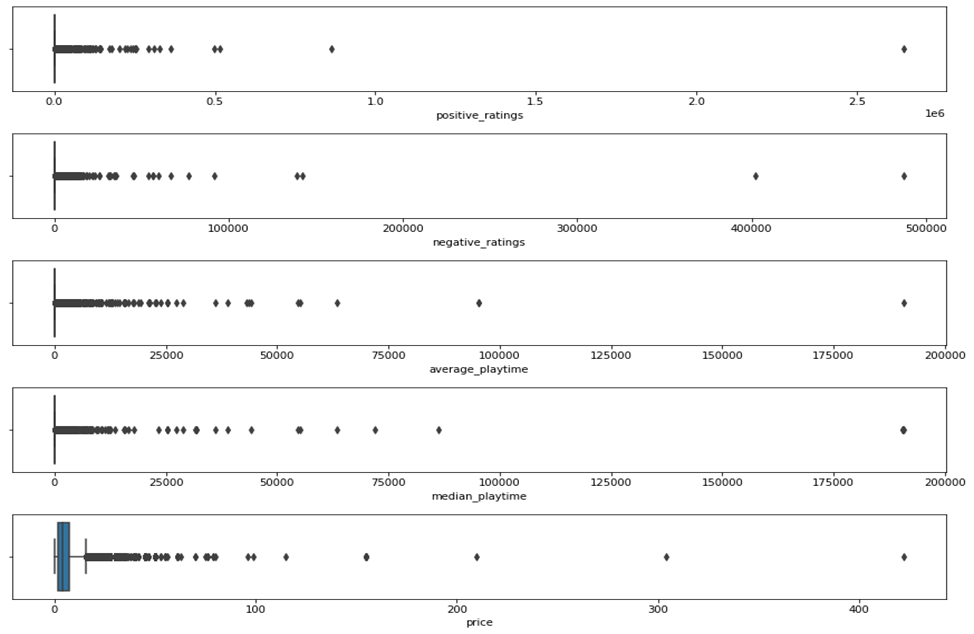 0.0 0.5 1.0 1.5 2.0 2.5
positive_ratings 1e6
0 100000 200000 300000 400000 500000
negative_ratings
0 25000 50000 75000 100000 125000 150000 175000 200000
average_playtime
0 25000 50000 75000 100000 125000 150000 175000 200000
median_playtime
0 100 200 300 400
price